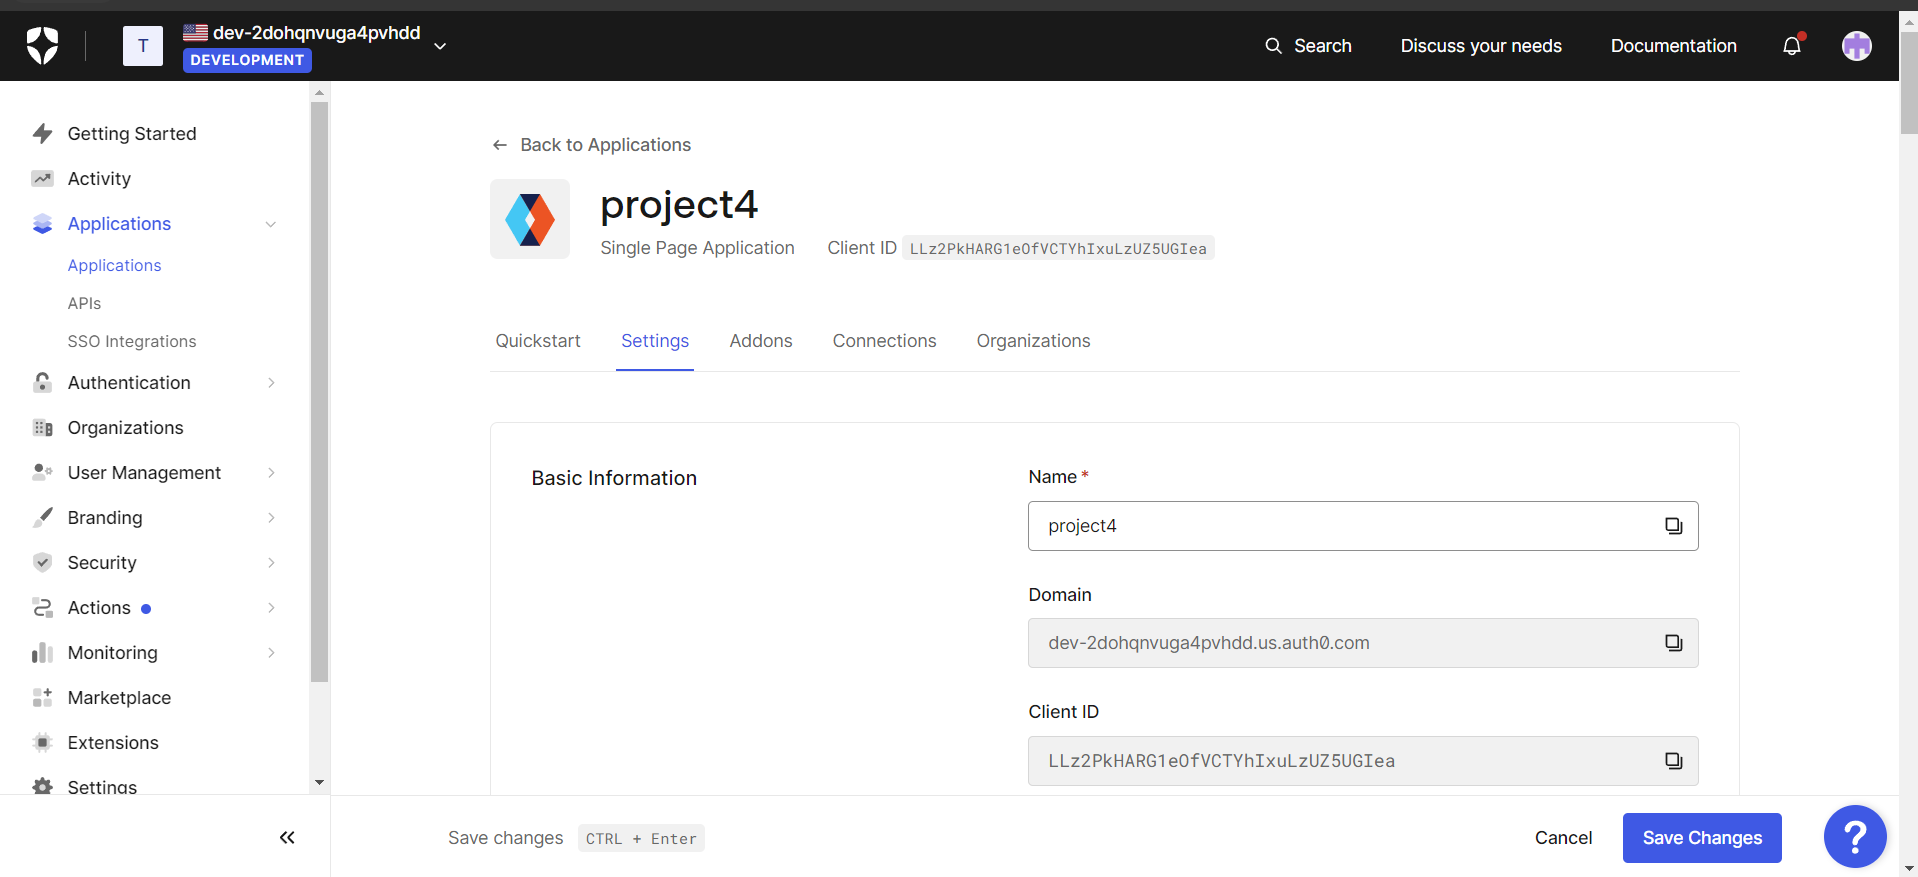 T
dev-2dohqnvuga4pvhdd
DEVELOPMENT
Search
Discuss your needs
Documentation
Getting Started
Activity
Applications
Applications
APIs
SSO Integrations
Authentication
Organizations
User Management
Branding
Security
Actions
Monitoring
Marketplace
Extensions
Settings
Back to Applications
project4
Single Page Application Client ID LLz2PkHARG1eOfVCTYhIxuLzUZ5UGIea
Quickstart Settings Addons Connections Organizations
Basic Information
Name *
project4
Domain
dev-2dohqnvuga4pvhdd.us.auth0.com
Client ID
LLz2PkHARG1eOfVCTYhIxuLzUZ5UGIea
Save changes CTRL + Enter
Cancel
Save Changes
?